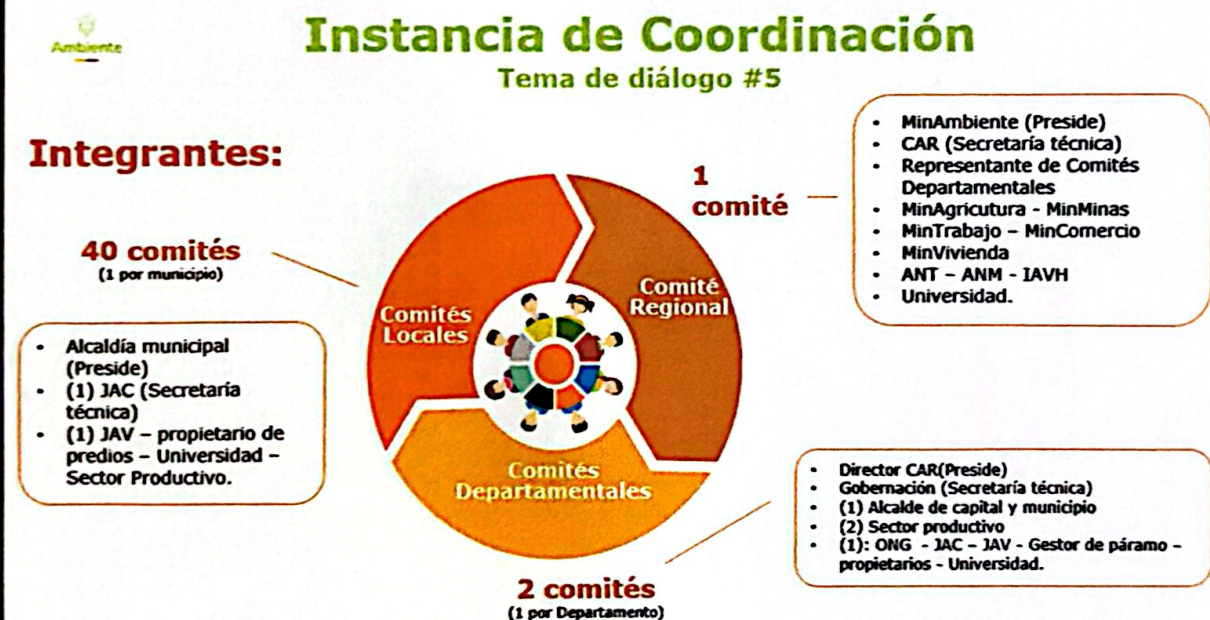 Ambiente
Instancia de Coordinación
Tema de diálogo #5
Integrantes:
40 comités
(1 por municipio)
• Alcaldía municipal
(Preside)
• (1) JAC (Secretaría
técnica)
• (1) JAV – propietario de
predios – Universidad –
Sector Productivo.
Comités
Locales
Comité
Regional
Comités
Departamentales
1
comité
• MinAmbiente (Preside)
• CAR (Secretaría técnica)
• Representante de Comités
Departamentales
• MinAgricutura - MinMinas
• MinTrabajo – MinComercio
• MinVivienda
• ANT – ANM - IAVH
• Universidad.
2 comités
(1 por Departamento)
• Director CAR(Preside)
• Gobernación (Secretaría técnica)
• (1) Alcalde de capital y municipio
• (2) Sector productivo
• (1): ONG - JAC – JAV - Gestor de páramo –
propietarios - Universidad.